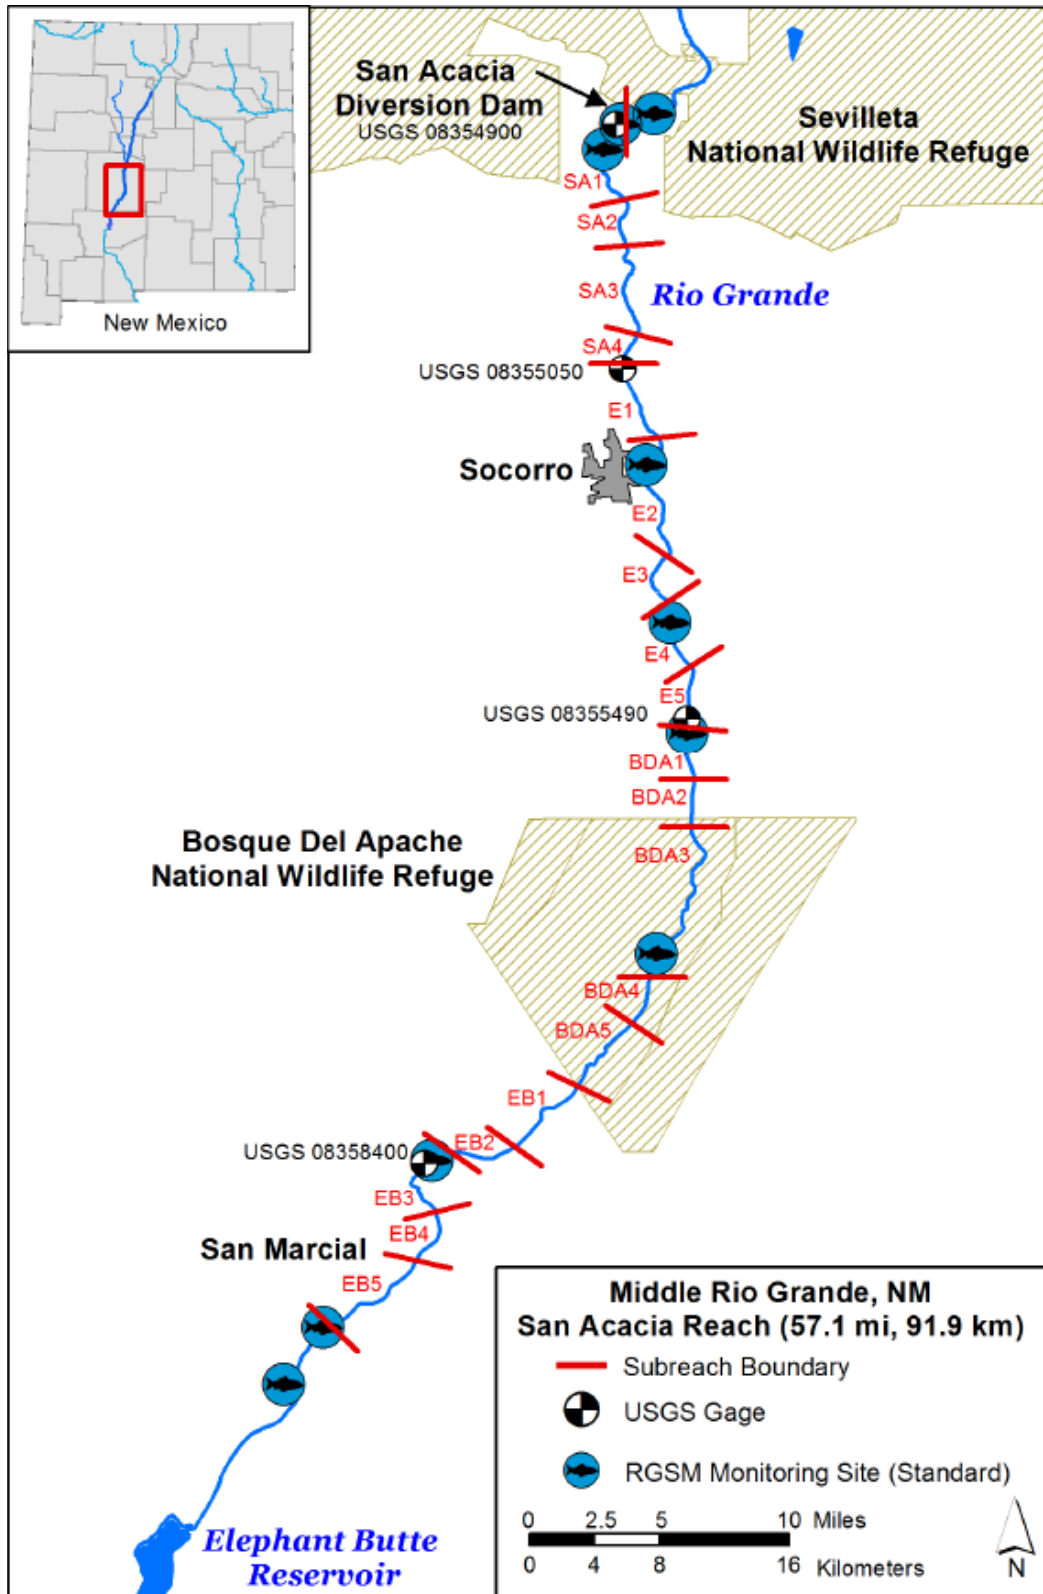 New Mexico
San Acacia
Diversion Dam
USGS 08354900
Sevilleta
National Wildlife Refuge
SA1
SA2
SA3
Rio Grande
SA4
USGS 08355050
E1
Socorro
E2
E3
E4
E5
USGS 08355490
BDA1
BDA2
Bosque Del Apache
National Wildlife Refuge
BDA3
BDA4
BDA5
EB1
EB2
USGS 08358400
EB3
EB4
San Marcial
EB5
Middle Rio Grande, NM
San Acacia Reach (57.1 mi, 91.9 km)
Subreach Boundary
USGS Gage
RGSM Monitoring Site (Standard)
0 2.5 5 10 Miles
0 4 8 16 Kilometers
N
Elephant Butte
Reservoir